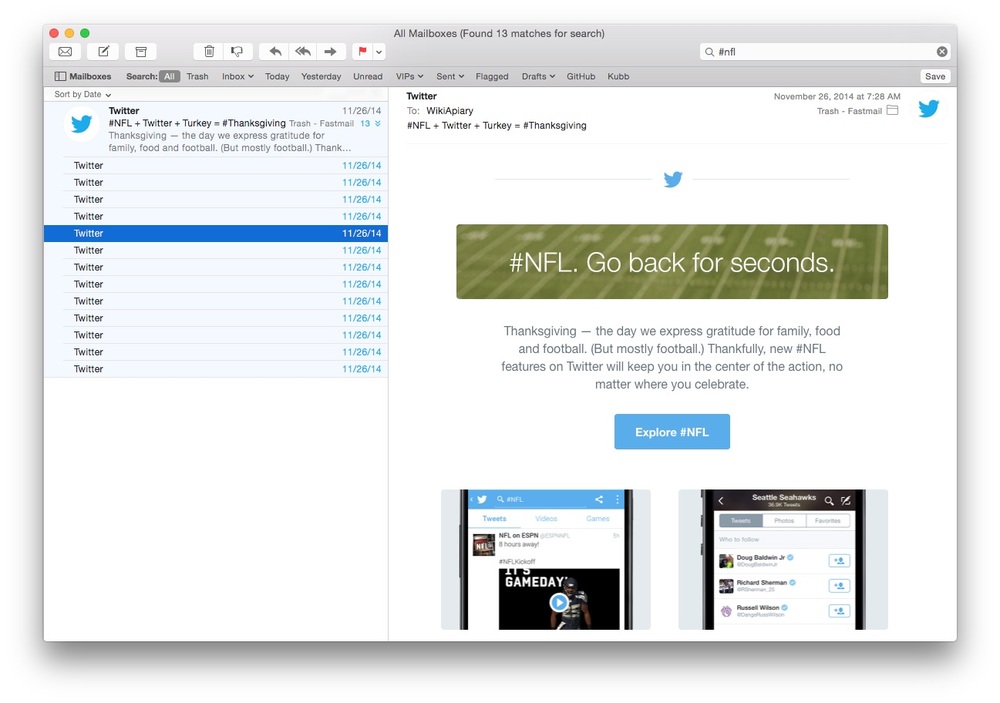 All Mailboxes (Found 13 matches for search)
#nfl
Mailboxes Search: All Trash Inbox Today Yesterday Unread VIPs Sent Flagged Drafts GitHub Kubb Save
Sort by Date
Twitter 11/26/14
#NFL + Twitter + Turkey = #Thanksgiving Trash - Fastmail 13
Thanksgiving — the day we express gratitude for
family, food and football. (But mostly football.) Thank...
Twitter 11/26/14
Twitter 11/26/14
Twitter 11/26/14
Twitter 11/26/14
Twitter 11/26/14
Twitter 11/26/14
Twitter 11/26/14
Twitter 11/26/14
Twitter 11/26/14
Twitter 11/26/14
Twitter 11/26/14
Twitter 11/26/14
Twitter 11/26/14
Twitter November 26, 2014 at 7:28 AM
To: WikiApiary Trash - Fastmail
#NFL + Twitter + Turkey = #Thanksgiving
#NFL. Go back for seconds.
Thanksgiving — the day we express gratitude for family, food
and football. (But mostly football.) Thankfully, new #NFL
features on Twitter will keep you in the center of the action, no
matter where you celebrate.
Explore #NFL
#NFL
Tweets Videos Games
NFL on ESPN @ESPNNFL 5h
8 hours away!
#NFLKickoff
IT'S
GAMEDAY
Seattle Seahawks
36.9K Tweets
Tweets Photos Favorites
Who to follow
Doug Baldwin Jr
@DougBaldwinJr
Richard Sherman
@RSherman_25
Russell Wilson
@DangeRussWilson